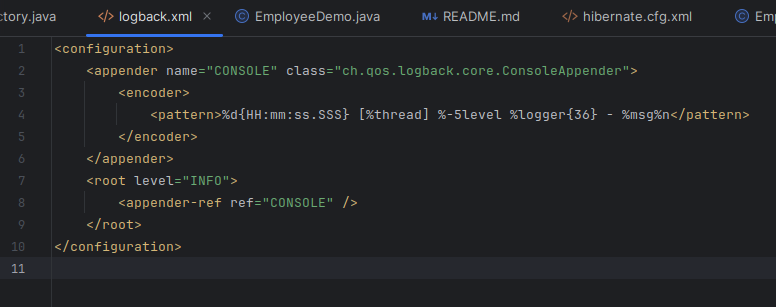 ctory.java logback.xml EmployeeDemo.java README.md hibernate.cfg.xml Emp
1 <configuration>
2 <appender name="CONSOLE" class="ch.qos.logback.core.ConsoleAppender">
3 <encoder>
4 <pattern>%d{HH:mm:ss.SSS} [%thread] %-5level %logger{36} - %msg%n</pattern>
5 </encoder>
6 </appender>
7 <root level="INFO">
8 <appender-ref ref="CONSOLE" />
9 </root>
10 </configuration>
11